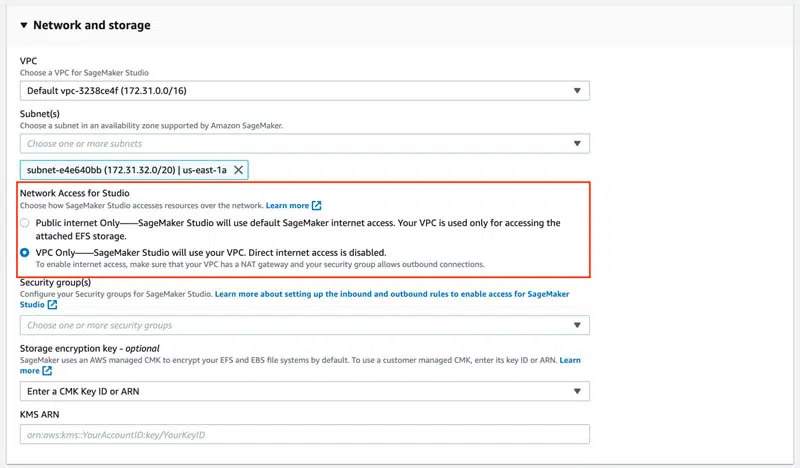 Network and storage
VPC
Choose a VPC for SageMaker Studio
Default vpc-3238ce4f (172.31.0.0/16)
Subnet(s)
Choose a subnet in an availability zone supported by Amazon SageMaker.
Choose one or more subnets
subnet-e4e640bb (172.31.32.0/20) | us-east-1a
Network Access for Studio
Choose how SageMaker Studio accesses resources over the network. Learn more
Public internet Only——SageMaker Studio will use default SageMaker internet access. Your VPC is used only for accessing the
attached EFS storage.
VPC Only——SageMaker Studio will use your VPC. Direct internet access is disabled.
To enable internet access, make sure that your VPC has a NAT gateway and your security group allows outbound connections.
Security group(s)
Configure your Security groups for SageMaker Studio. Learn more about setting up the inbound and outbound rules to enable access for SageMaker
Studio
Choose one or more security groups
Storage encryption key - optional
SageMaker uses an AWS managed CMK to encrypt your EFS and EBS file systems by default. To use a customer managed CMK, enter its key ID or ARN. Learn
more
Enter a CMK Key ID or ARN
KMS ARN
arn:aws:kms::YourAccountID:key/YourKeyID